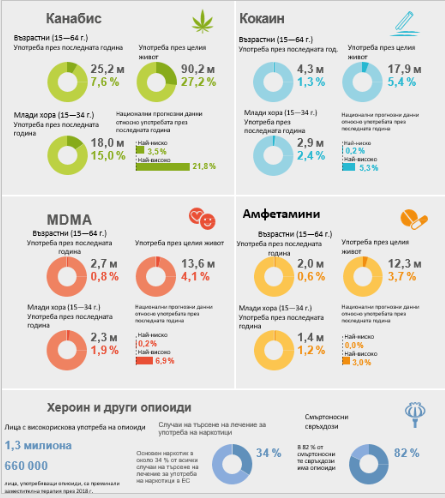 Канабис
Възрастни (15—64 г.)
Употреба през последната година
25,2 м
7,6 %
Употреба през целия
живот
90,2 м
27,2 %
Млади хора (15—34 г.)
Употреба през последната
година
18,0 м
15,0 %
Национални прогнозни данни
относно употребата през
последната година
Най-ниско
3,5 %
Най-високо
21,8 %
Кокаин
Възрастни (15—64 г.)
Употреба през последната год.
4,3 м
1,3 %
Употреба през целия
живот
17,9 м
5,4 %
Млади хора (15—34 г.)
Употреба през
последната година
2,9 м
2,4 %
Национални прогнозни данни
относно употребата през
последната година
Най-ниско
0,2 %
Най-високо
5,3 %
MDMA
Възрастни (15—64 г.)
Употреба през последната
година
2,7 м
0,8 %
Употреба през целия живот
13,6 м
4,1 %
Млади хора (15—34 г.)
Употреба през последната
година
2,3 м
1,9 %
Национални прогнозни данни
относно употребата през
последната година
Най-ниско
0,2 %
Най-високо
6,9 %
Амфетамини
Възрастни (15—64 г.)
Употреба през последната
година
2,0 м
0,6 %
Употреба през целия
живот
12,3 м
3,7 %
Млади хора (15—34 г.)
Употреба през последната
година
1,4 м
1,2 %
Национални прогнозни данни
относно употребата през
последната година
Най-ниско
0,0 %
Най-високо
3,0 %
Хероин и други опиоиди
Лица с високорискова употреба на опиоиди
1,3 милиона
660 000
лица, употребяващи опиоиди, са преминали
заместителна терапия през 2018 г.
Случаи на търсене на лечение за
употреба на наркотици
Основен наркотик в
около 34 % от всички
случаи на търсене на
лечение за употреба
на наркотици в ЕС
34 %
Смъртоносни
свръхдози
В 82 % от
смъртоносни
те свръхдози
има опиоиди
82 %